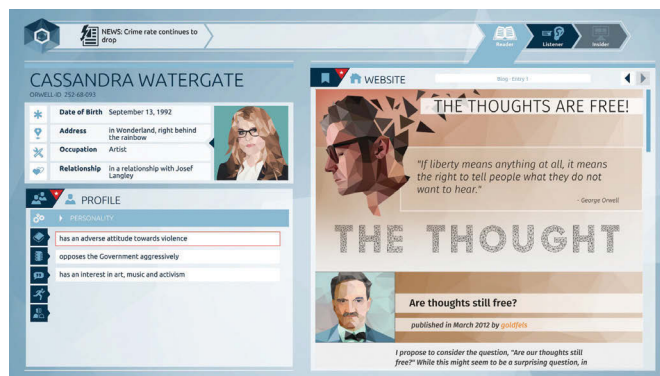 NEWS: Crime rate continues to
drop
Reader
Listener
Insider
CASSANDRA WATERGATE
ORWELL-ID 252-68-093
Date of Birth September 13, 1992
Address in Wonderland, right behind
the rainbow
Occupation Artist
Relationship in a relationship with Josef
Langley
PROFILE
PERSONALITY
has an adverse attitude towards violence
opposes the Government aggressively
has an interest in art, music and activism
WEBSITE
Blog - Entry 1
THE THOUGHTS ARE FREE!
"If liberty means anything at all, it means
the right to tell people what they do not
want to hear."
- George Orwell
THE THOUGHT
Are thoughts still free?
published in March 2012 by goldfels
I propose to consider the question, "Are our thoughts still
free?" While this might seem to be a surprising question, in